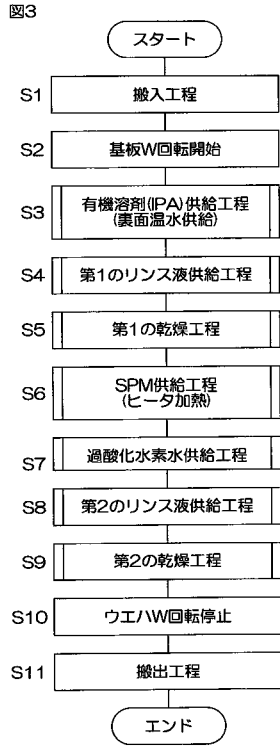 図3
スタート
S1 搬入工程
S2 基板W回転開始
S3 有機溶剤(IPA)供給工程
(裏面温水供給)
S4 第1のリンス液供給工程
S5 第1の乾燥工程
S6 SPM供給工程
(ヒータ加熱)
S7 過酸化水素水供給工程
S8 第2のリンス液供給工程
S9 第2の乾燥工程
S10 ウエハW回転停止
S11 搬出工程
エンド